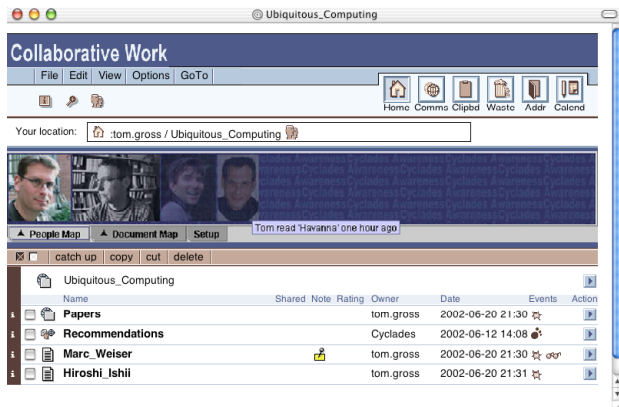 Ubiquitous_Computing
Collaborative Work
File Edit View Options GoTo
Home Comms Clipbd Waste Addr Calend
Your location: :tom.gross / Ubiquitous_Computing
Tom read 'Havanna' one hour ago
People Map Document Map Setup
catch up copy cut delete
Ubiquitous_Computing
Name Shared Note Rating Owner Date Events Action
Papers tom.gross 2002-06-20 21:30
Recommendations Cyclades 2002-06-12 14:08
Marc_Weiser tom.gross 2002-06-20 21:30
Hiroshi_Ishii tom.gross 2002-06-20 21:31